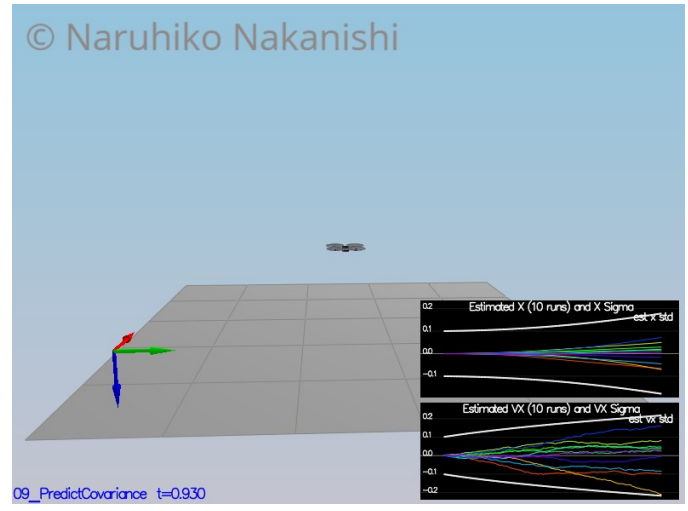 © Naruhiko Nakanishi
Estimated X (10 runs) and X Sigma
est x std
0.2
0.1
0.0
-0.1
Estimated VX (10 runs) and VX Sigma
est vx std
0.2
0.1
0.0
-0.1
-0.2
09_PredictCovariance t=0.930